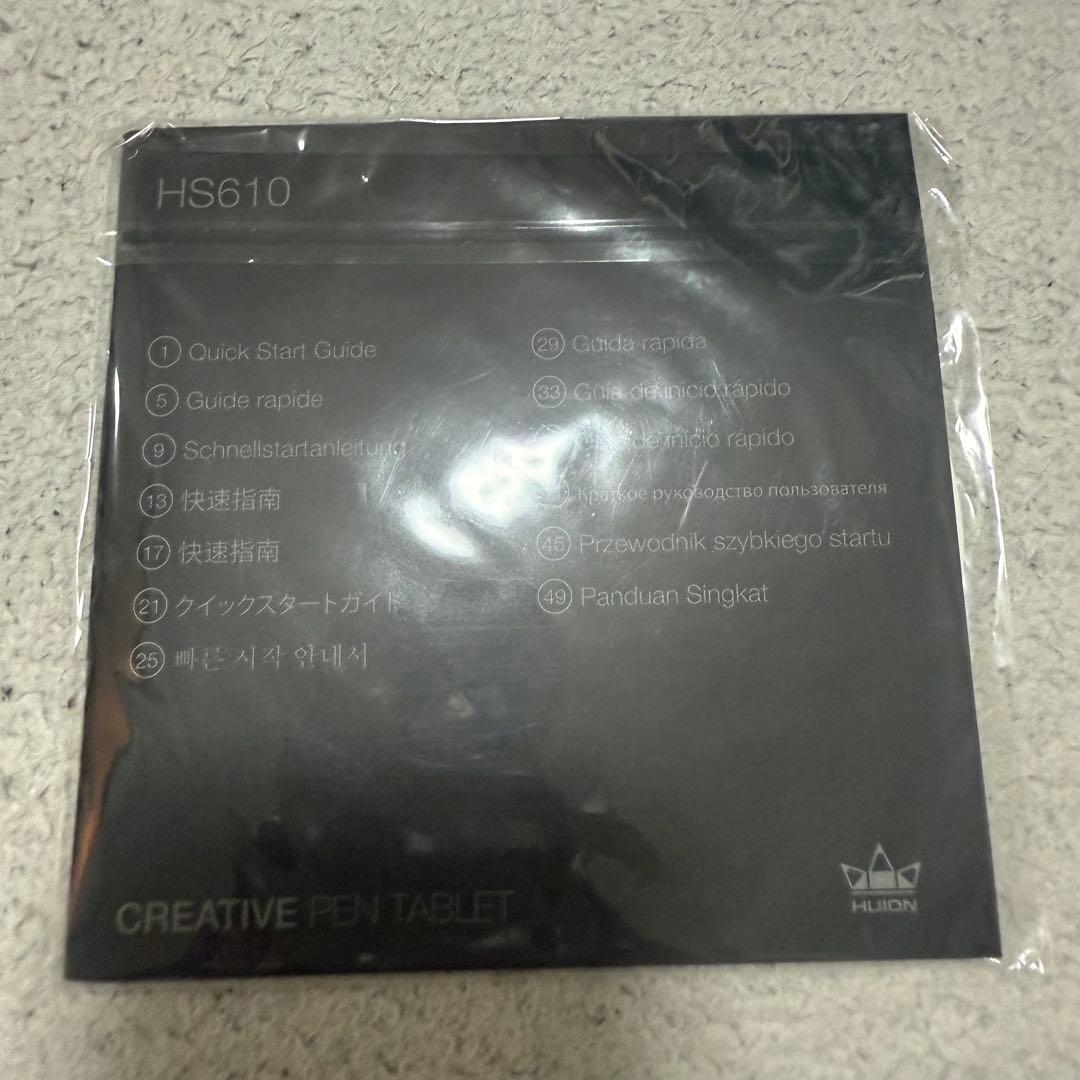 HS610
1 Quick Start Guide
5 Guide rapide
9 Schnellstartanleitung
13 快速指南
17 快速指南
21 クイックスタートガイド
25 빠른 시작 안내서
29 Guida rapida
33 Guía de inicio rápido
de início rápido
Краткое руководство пользователя
45 Przewodnik szybkiego startu
49 Panduan Singkat
CREATIVE PEN TABLET
HUION